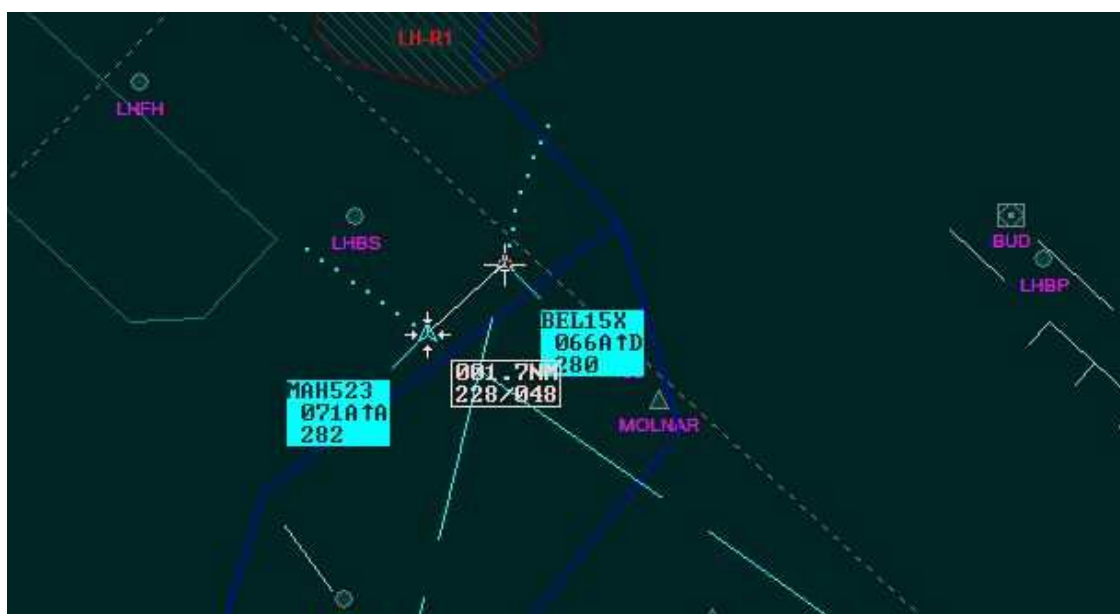 LH-R1
LHFH
LHBS
BUD
LHBP
BEL15X
066A↑D
280
001.7NM
228/048
MAH523
071A↑A
282
MOLNAR